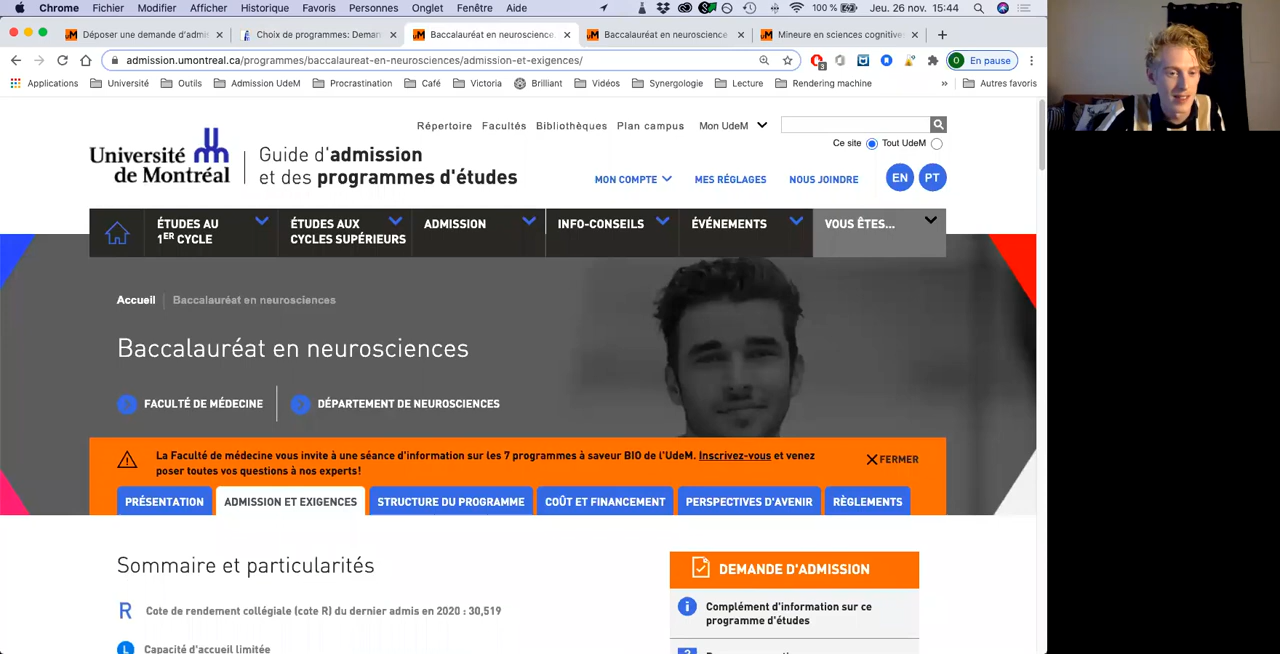 Chrome Fichier Modifier Afficher Historique Favoris Personnes Onglet Fenêtre Aide 100 % Jeu. 26 nov. 15:44
Déposer une demande d'admis Choix de programmes: Deman Baccalauréat en neuroscience. Baccalauréat en neuroscience Mineure en sciences cognitive
admission.umontreal.ca/programmes/baccalaureat-en-neurosciences/admission-et-exigences/ O En pause
Applications Université Outils Admission UdeM Procrastination Café Victoria Brilliant Vidéos Synergologie Lecture Rendering machine » Autres favoris
Répertoire Facultés Bibliothèques Plan campus Mon UdeM
Ce site Tout UdeM
Université de Montréal
Guide d'admission
et des programmes d'études
MON COMPTE MES RÉGLAGES NOUS JOINDRE EN PT
ÉTUDES AU 1ER CYCLE
ÉTUDES AUX CYCLES SUPÉRIEURS
ADMISSION INFO-CONSEILS ÉVÉNEMENTS VOUS ÊTES...
Accueil Baccalauréat en neurosciences
Baccalauréat en neurosciences
FACULTÉ DE MÉDECINE DÉPARTEMENT DE NEUROSCIENCES
La Faculté de médecine vous invite à une séance d'information sur les 7 programmes à saveur BIO de l'UdeM. Inscrivez-vous et venez
poser toutes vos questions à nos experts!
FERMER
PRÉSENTATION ADMISSION ET EXIGENCES STRUCTURE DU PROGRAMME COÛT ET FINANCEMENT PERSPECTIVES D'AVENIR RÈGLEMENTS
Sommaire et particularités
R Cote de rendement collégiale (cote R) du dernier admis en 2020 : 30,519
L Capacité d'accueil limitée
DEMANDE D'ADMISSION
Complément d'information sur ce
programme d'études